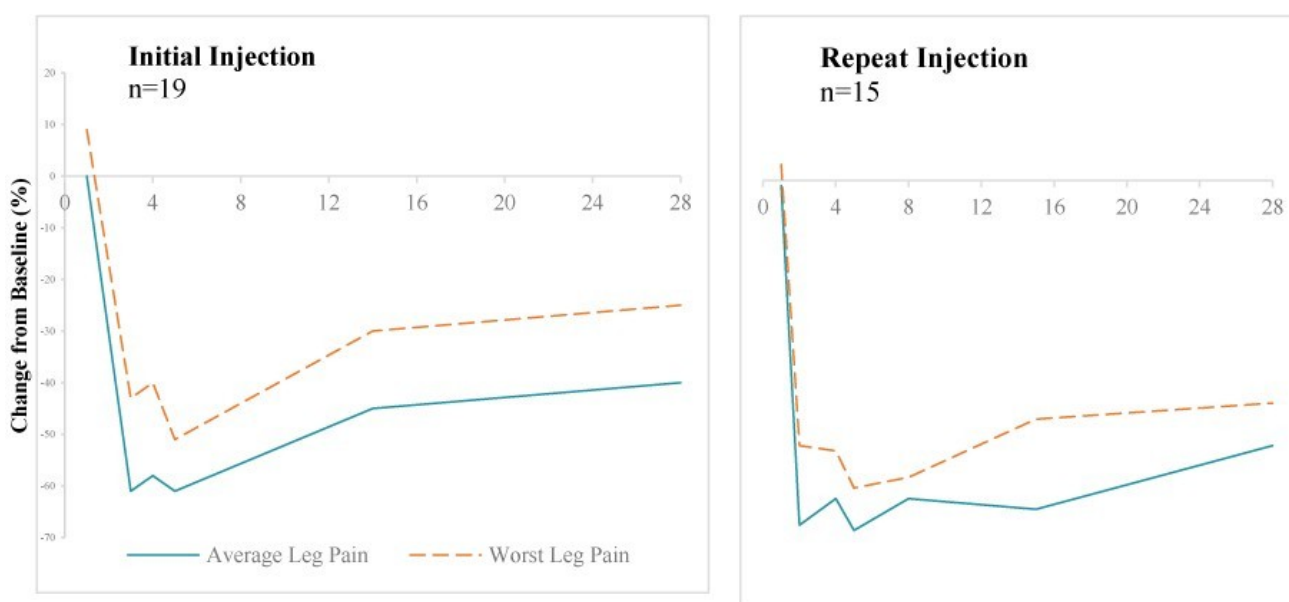 Initial Injection
n=19
20
10
0
-10
-20
-30
-40
-50
-60
-70
Change from Baseline (%)
0 4 8 12 16 20 24 28
Average Leg Pain Worst Leg Pain
Repeat Injection
n=15
0 4 8 12 16 20 24 28